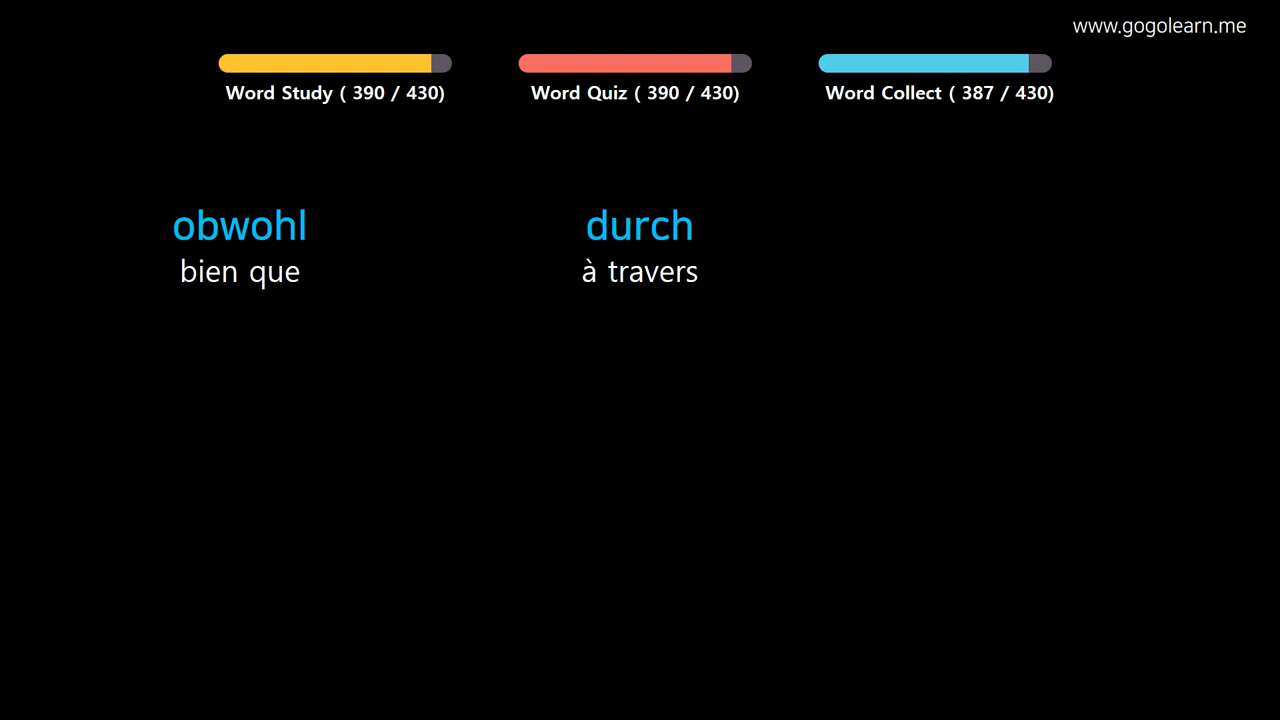 www.gogolearn.me
Word Study ( 390 / 430)
Word Quiz ( 390 / 430)
Word Collect ( 387 / 430)
obwohl
durch
bien que
à travers